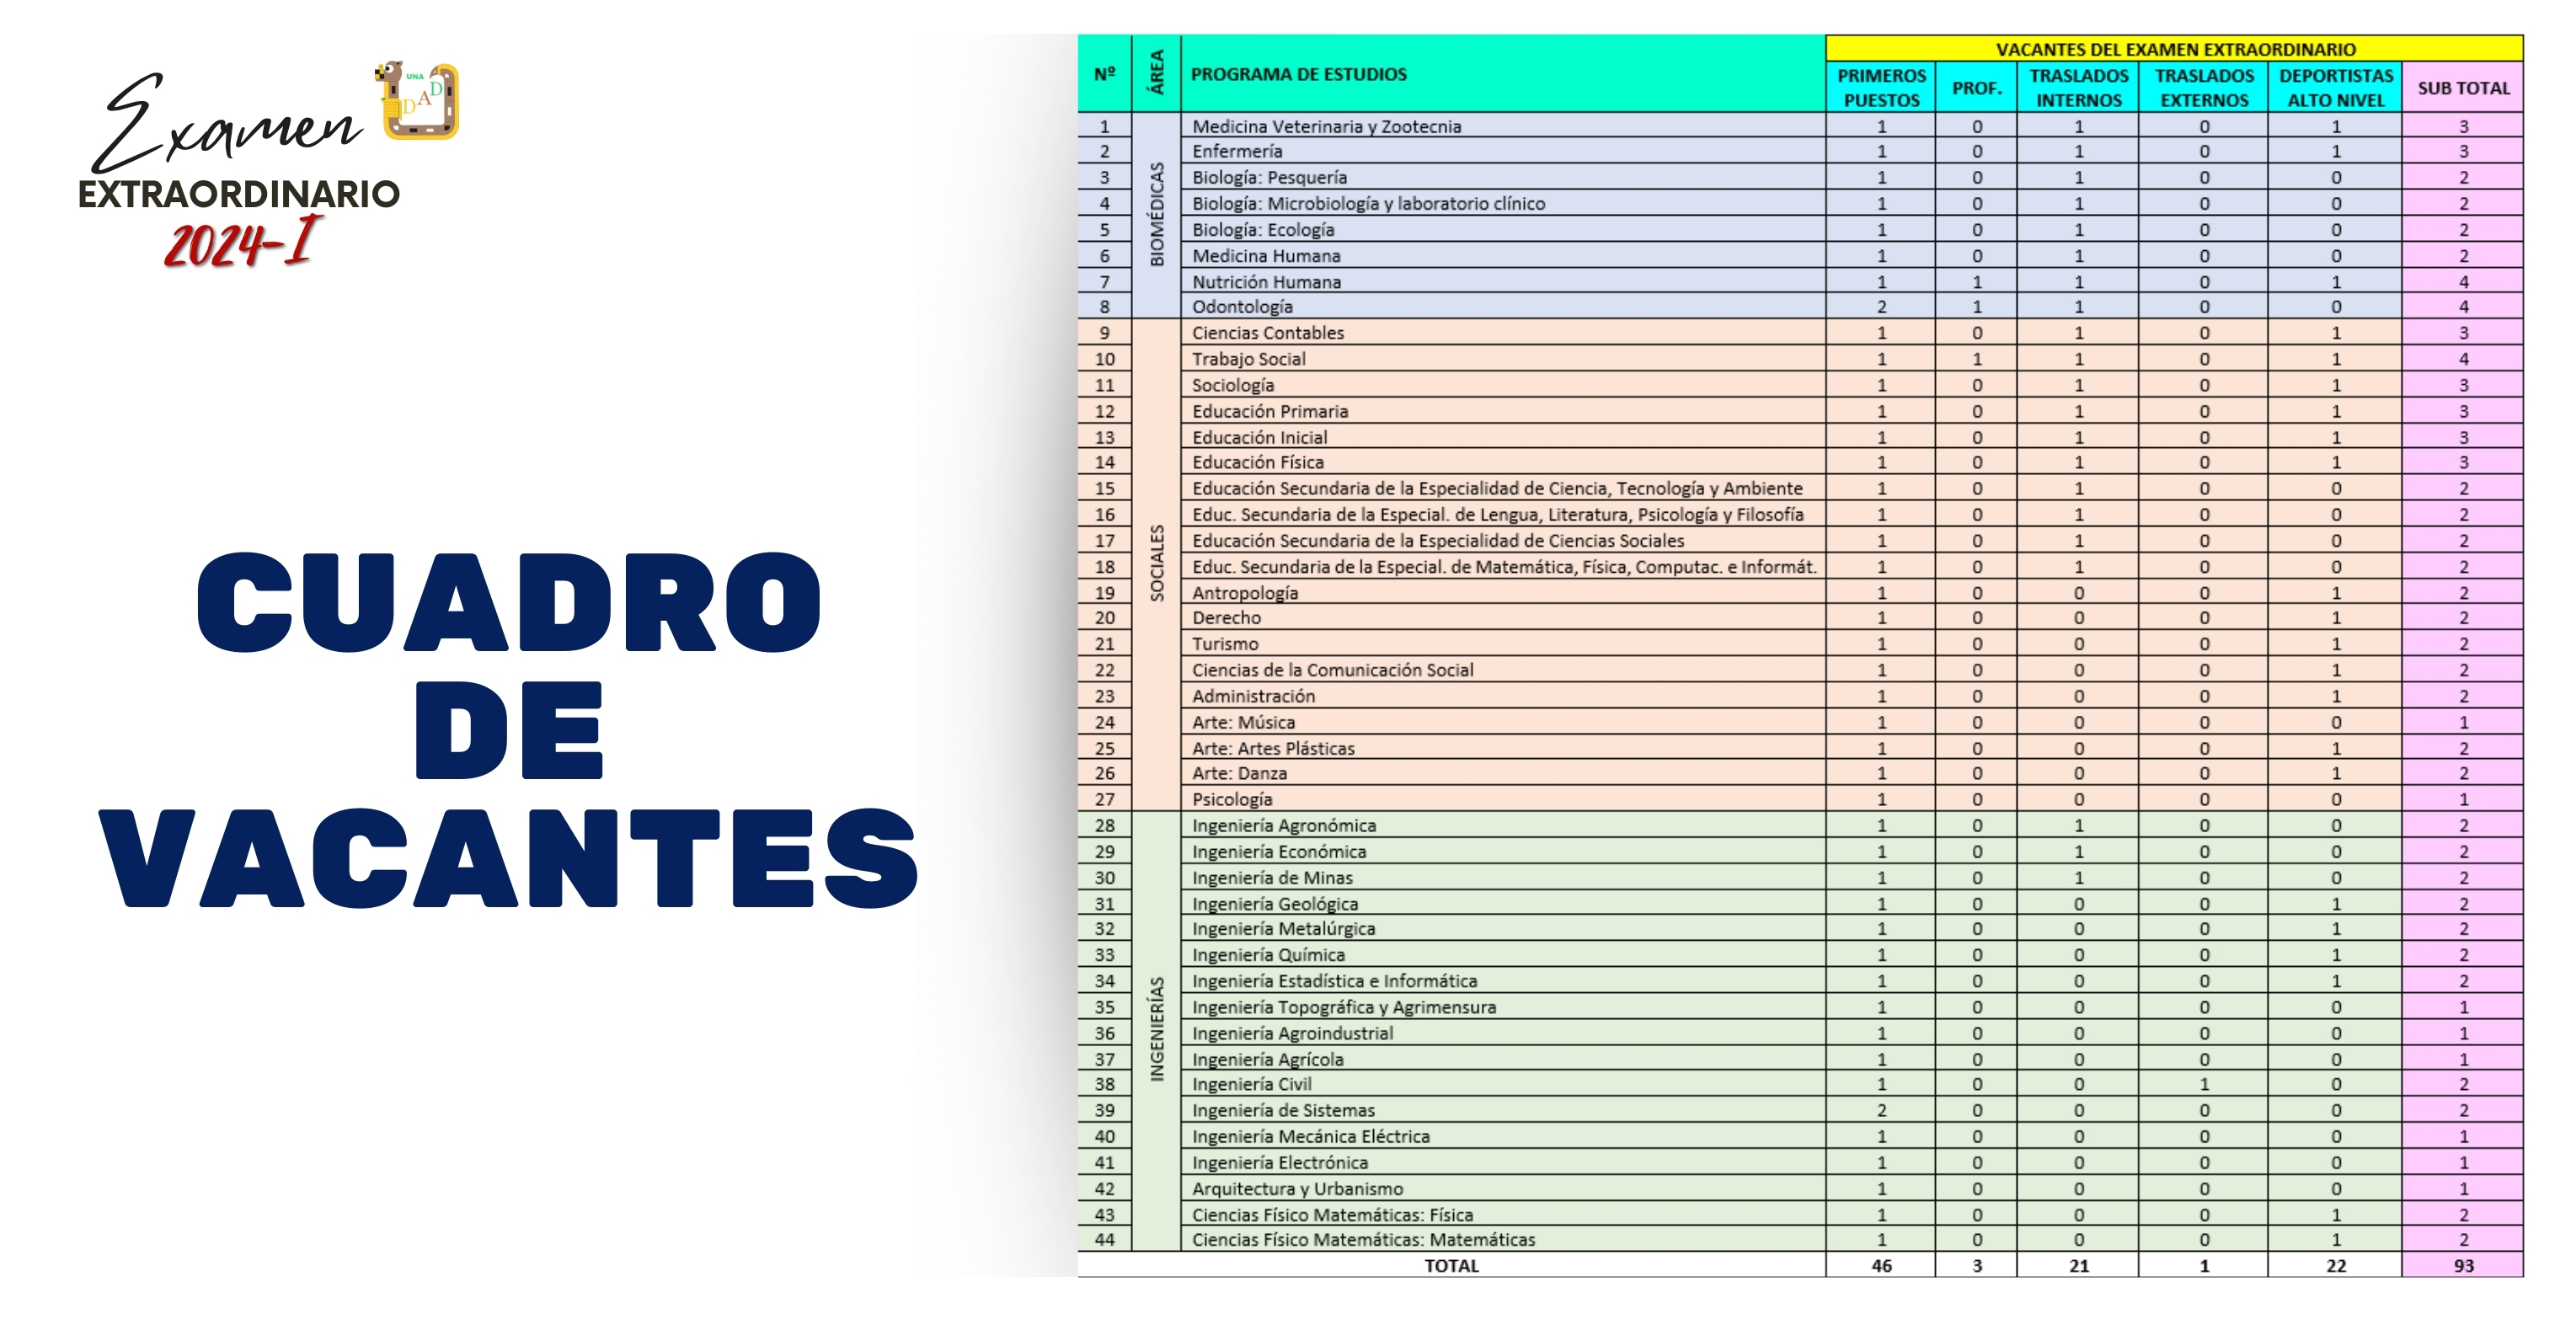 UNA
DAD
Examen
EXTRAORDINARIO
2024-I
CUADRO
DE
VACANTES
Nº ÁREA PROGRAMA DE ESTUDIOS VACANTES DEL EXAMEN EXTRAORDINARIO
PRIMEROS PUESTOS PROF. TRASLADOS INTERNOS TRASLADOS EXTERNOS DEPORTISTAS ALTO NIVEL SUB TOTAL
BIOMÉDICAS
1 Medicina Veterinaria y Zootecnia 1 0 1 0 1 3
2 Enfermería 1 0 1 0 1 3
3 Biología: Pesquería 1 0 1 0 0 2
4 Biología: Microbiología y laboratorio clínico 1 0 1 0 0 2
5 Biología: Ecología 1 0 1 0 0 2
6 Medicina Humana 1 0 1 0 0 2
7 Nutrición Humana 1 1 1 0 1 4
8 Odontología 2 1 1 0 0 4
SOCIALES
9 Ciencias Contables 1 0 1 0 1 3
10 Trabajo Social 1 1 1 0 1 4
11 Sociología 1 0 1 0 1 3
12 Educación Primaria 1 0 1 0 1 3
13 Educación Inicial 1 0 1 0 1 3
14 Educación Física 1 0 1 0 1 3
15 Educación Secundaria de la Especialidad de Ciencia, Tecnología y Ambiente 1 0 1 0 0 2
16 Educ. Secundaria de la Especial. de Lengua, Literatura, Psicología y Filosofía 1 0 1 0 0 2
17 Educación Secundaria de la Especialidad de Ciencias Sociales 1 0 1 0 0 2
18 Educ. Secundaria de la Especial. de Matemática, Física, Computac. e Informát. 1 0 1 0 0 2
19 Antropología 1 0 0 0 1 2
20 Derecho 1 0 0 0 1 2
21 Turismo 1 0 0 0 1 2
22 Ciencias de la Comunicación Social 1 0 0 0 1 2
23 Administración 1 0 0 0 1 2
24 Arte: Música 1 0 0 0 0 1
25 Arte: Artes Plásticas 1 0 0 0 1 2
26 Arte: Danza 1 0 0 0 1 2
27 Psicología 1 0 0 0 0 1
INGENIERÍAS
28 Ingeniería Agronómica 1 0 1 0 0 2
29 Ingeniería Económica 1 0 1 0 0 2
30 Ingeniería de Minas 1 0 1 0 0 2
31 Ingeniería Geológica 1 0 0 0 1 2
32 Ingeniería Metalúrgica 1 0 0 0 1 2
33 Ingeniería Química 1 0 0 0 1 2
34 Ingeniería Estadística e Informática 1 0 0 0 1 2
35 Ingeniería Topográfica y Agrimensura 1 0 0 0 0 1
36 Ingeniería Agroindustrial 1 0 0 0 0 1
37 Ingeniería Agrícola 1 0 0 0 0 1
38 Ingeniería Civil 1 0 0 1 0 2
39 Ingeniería de Sistemas 2 0 0 0 0 2
40 Ingeniería Mecánica Eléctrica 1 0 0 0 0 1
41 Ingeniería Electrónica 1 0 0 0 0 1
42 Arquitectura y Urbanismo 1 0 0 0 0 1
43 Ciencias Físico Matemáticas: Física 1 0 0 0 1 2
44 Ciencias Físico Matemáticas: Matemáticas 1 0 0 0 1 2
TOTAL 46 3 21 1 22 93